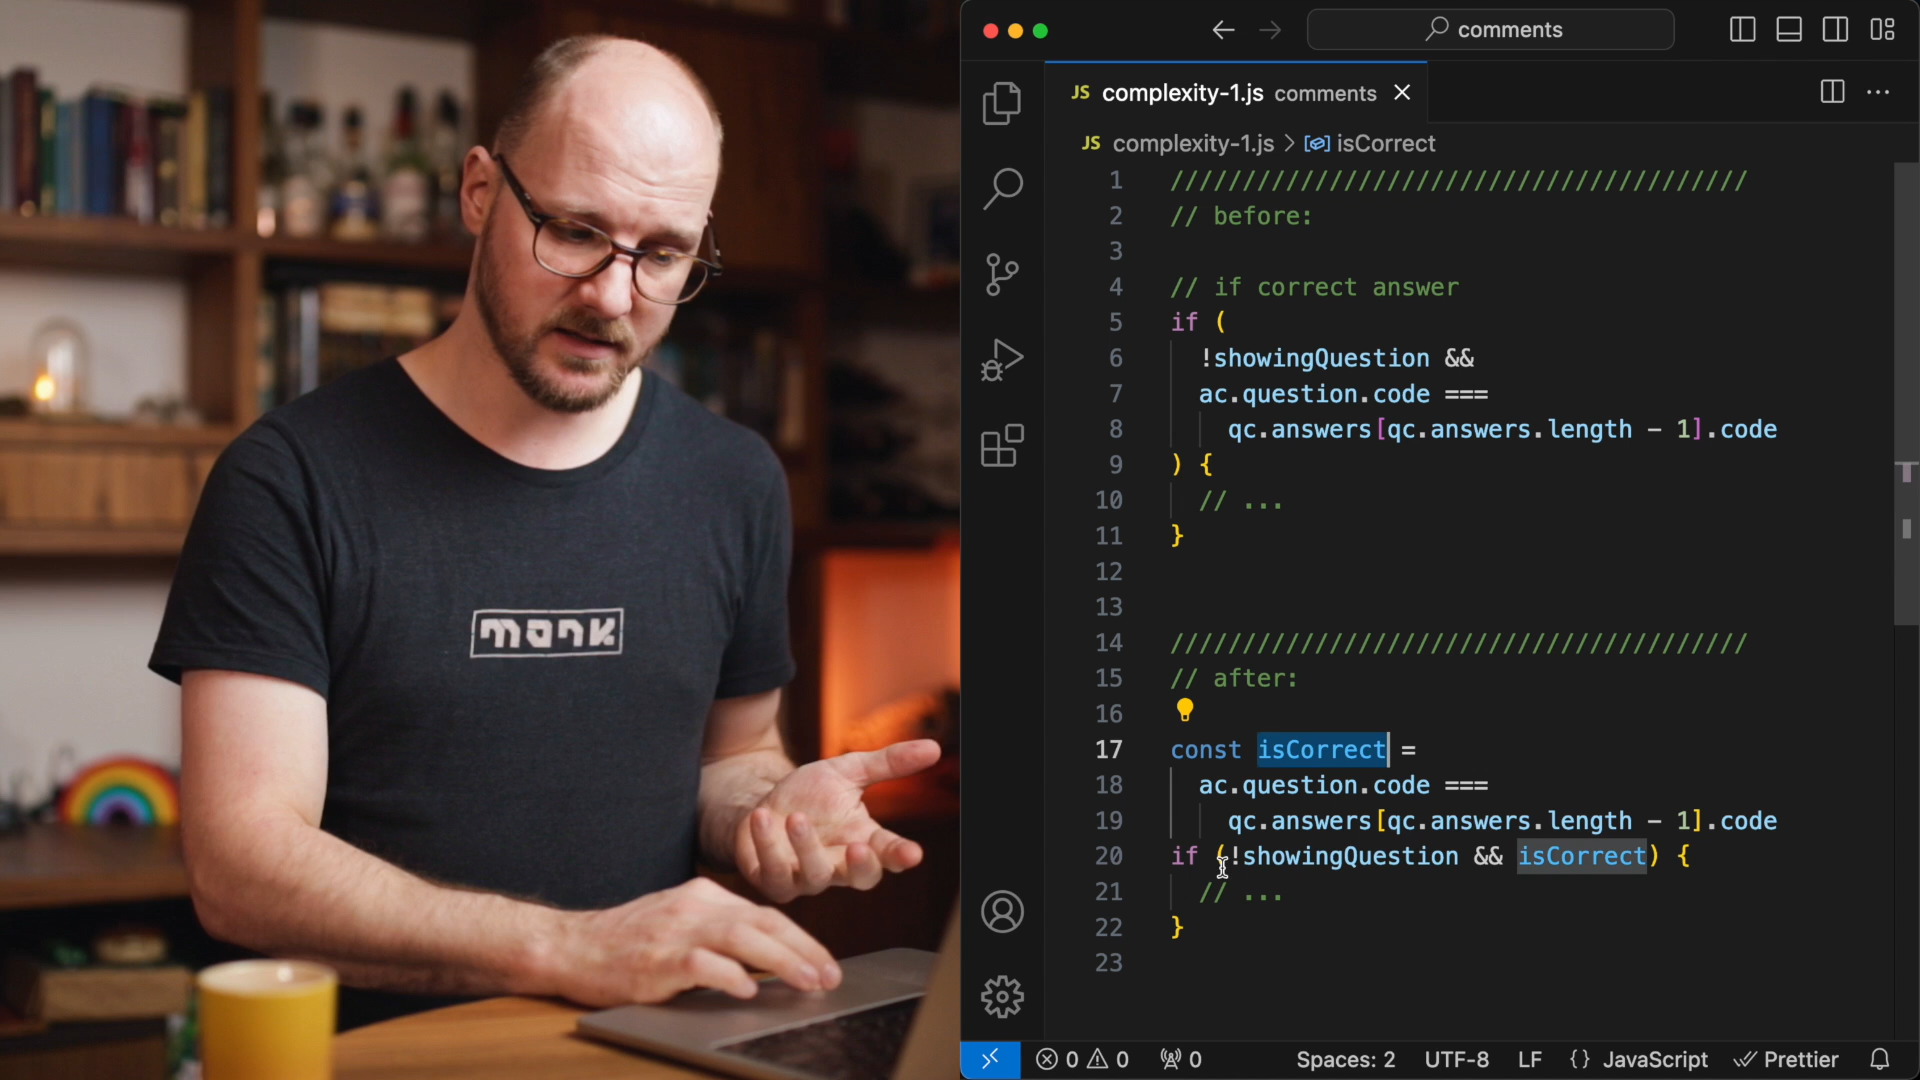 monk
comments
JS complexity-1.js comments
JS complexity-1.js > isCorrect
1 ////////////////////////////////////////
2 // before:
3
4 // if correct answer
5 if (
6 !showingQuestion &&
7 ac.question.code ===
8 qc.answers[qc.answers.length - 1].code
9 ) {
10 // ...
11 }
12
13
14 ////////////////////////////////////////
15 // after:
16
17 const isCorrect =
18 ac.question.code ===
19 qc.answers[qc.answers.length - 1].code
20 if (!showingQuestion && isCorrect) {
21 // ...
22 }
23
0 0 0 Spaces: 2 UTF-8 LF {} JavaScript Prettier